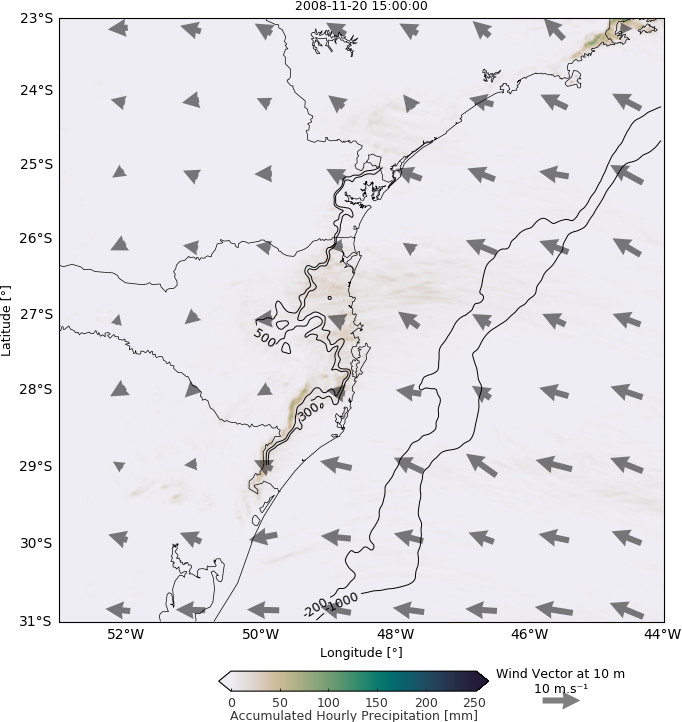 2008-11-20 15:00:00
23°S
24°S
25°S
26°S
27°S
28°S
29°S
30°S
31°S
Latitude [°]
500
300
-200
-1000
52°W 50°W 48°W 46°W 44°W
Longitude [°]
0 50 100 150 200 250
Accumulated Hourly Precipitation [mm]
Wind Vector at 10 m
10 m.s⁻¹